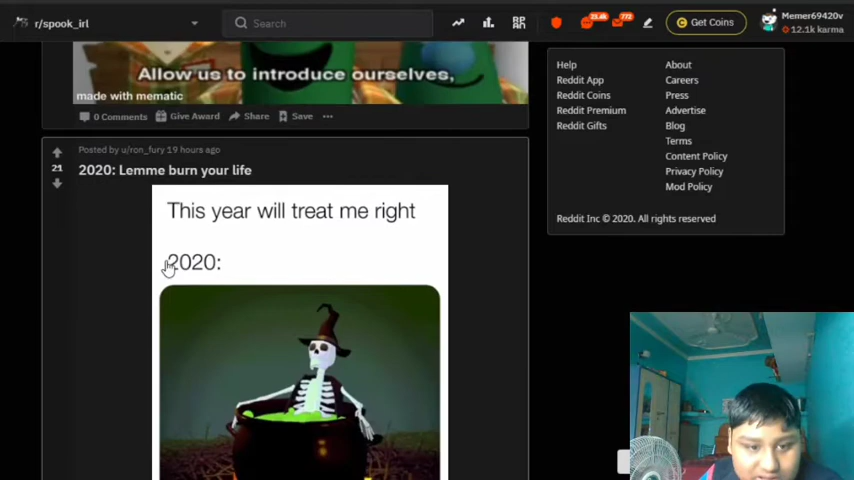 r/spook_irl
Search
23.4k
772
Get Coins
Memer69420v
12.1k karma
Allow us to introduce ourselves,
made with mematic
0 Comments
Give Award
Share
Save
Posted by u/ron_fury 19 hours ago
21
2020: Lemme burn your life
This year will treat me right
2020:
Help
About
Reddit App
Careers
Reddit Coins
Press
Reddit Premium
Advertise
Reddit Gifts
Blog
Terms
Content Policy
Privacy Policy
Mod Policy
Reddit Inc © 2020. All rights reserved